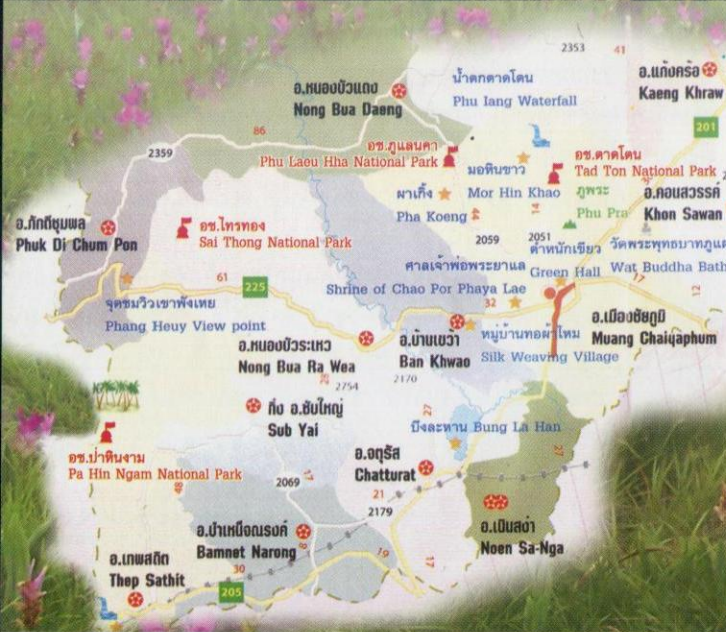 2353
41
น้ำตกตาดโตน
Phu Iang Waterfall
อ.แก้งคร้อ
Kaeng Khraw
อ.หนองบัวแดง
Nong Bua Daeng
201
86
2359
อช.ภูแลนคา
Phu Laeu Hha National Park
มอหินขาว
Mor Hin Khao
อช.ตาดโตน
Tad Ton National Park
ผาเกิ้ง
Pha Koeng
ภูพระ
Phu Pra
อ.คอนสวรรค์
Khon Sawan
14
อ.ภักดีชุมพล
Phuk Di Chum Pon
อช.ไทรทอง
Sai Thong National Park
2059
2051
ตำหนักเขียว
Green Hall
วัดพระพุทธบาทภูแ
Wat Buddha Bath
ศาลเจ้าพ่อพระยาแล
Shrine of Chao Por Phaya Lae
61
225
32
17
12
จุดชมวิวเขาพังเหย
Phang Heuy View point
อ.หนองบัวระเหว
Nong Bua Ra Wea
อ.บ้านเขว้า
Ban Khwao
หมู่บ้านทอผ้าไหม
Silk Weaving Village
อ.เมืองชัยภูมิ
Muang Chaiyaphum
2754
2170
กิ่ง อ.ซับใหญ่
Sub Yai
27
บึงละหาน Bung La Han
อช.ป่าหินงาม
Pa Hin Ngam National Park
อ.จตุรัส
Chatturat
27
48
17
2069
21
2179
อ.บำเหน็จณรงค์
Bamnet Narong
อ.เนินสง่า
Noen Sa-Nga
8
19
17
อ.เทพสถิต
Thep Sathit
30
205